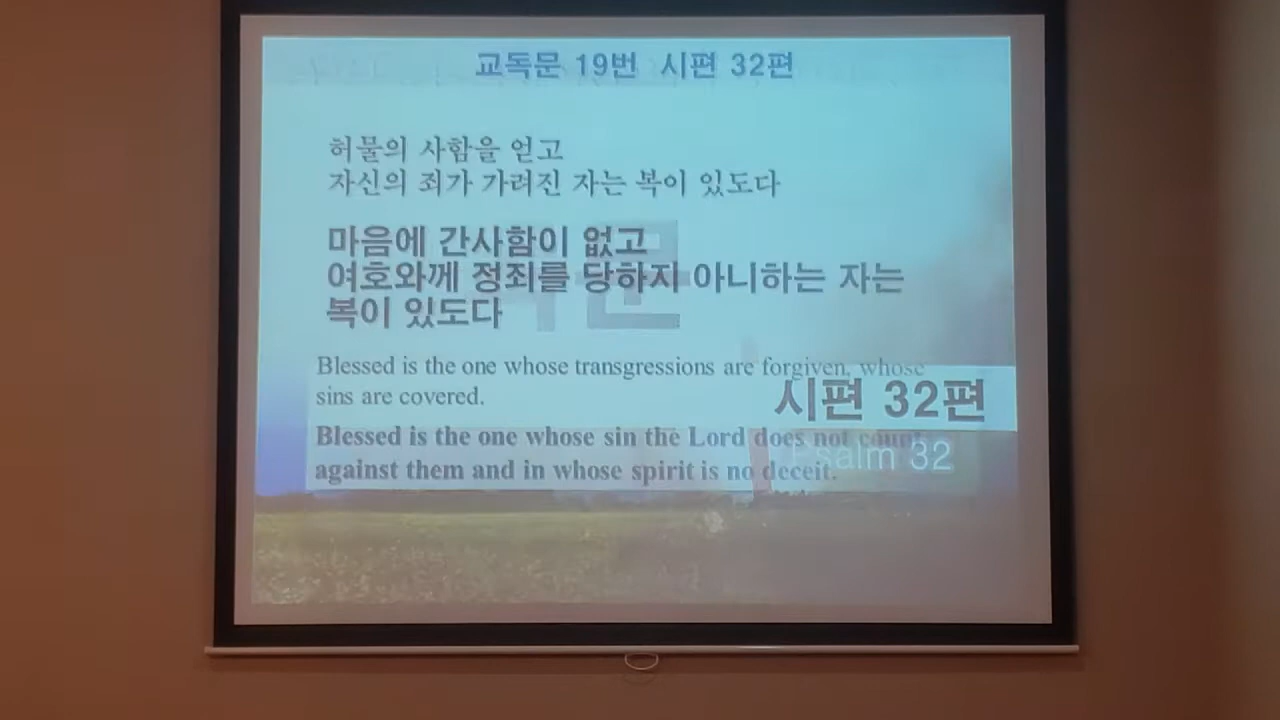 교독문 19번 시편 32편
허물의 사함을 얻고
자신의 죄가 가려진 자는 복이 있도다
마음에 간사함이 없고
여호와께 정죄를 당하지 아니하는 자는
복이 있도다
Blessed is the one whose transgressions are forgiven, whose
sins are covered.
시편 32편
Blessed is the one whose sin the Lord does not count
against them and in whose spirit is no deceit.
Psalm 32